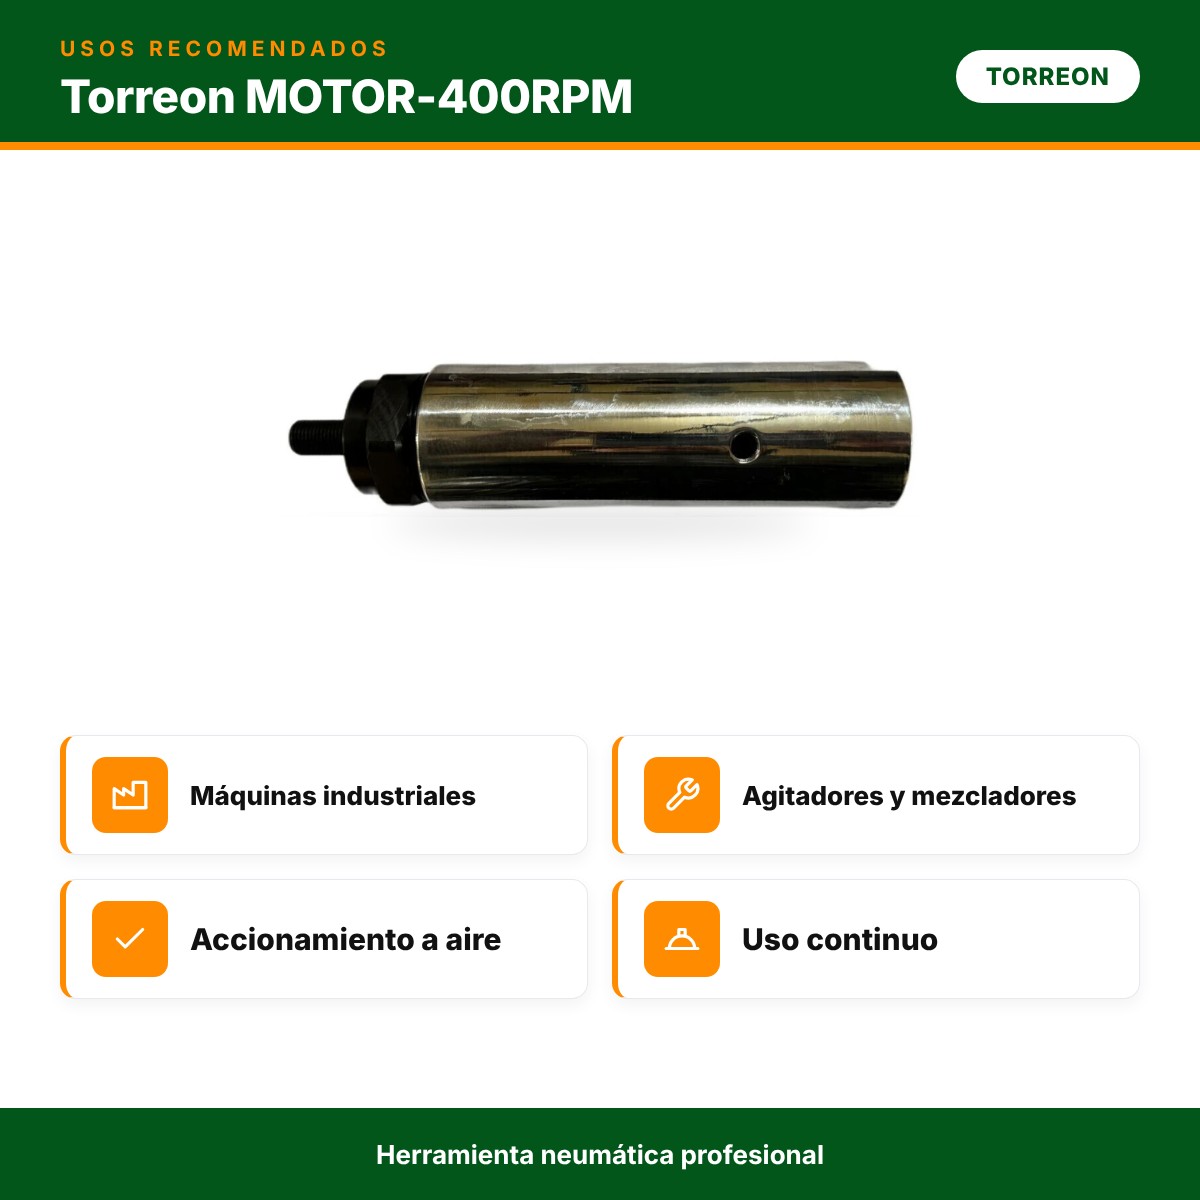 USOS RECOMENDADOS
Torreon MOTOR-400RPM
TORREON
Máquinas industriales
Agitadores y mezcladores
Accionamiento a aire
Uso continuo
Herramienta neumática profesional